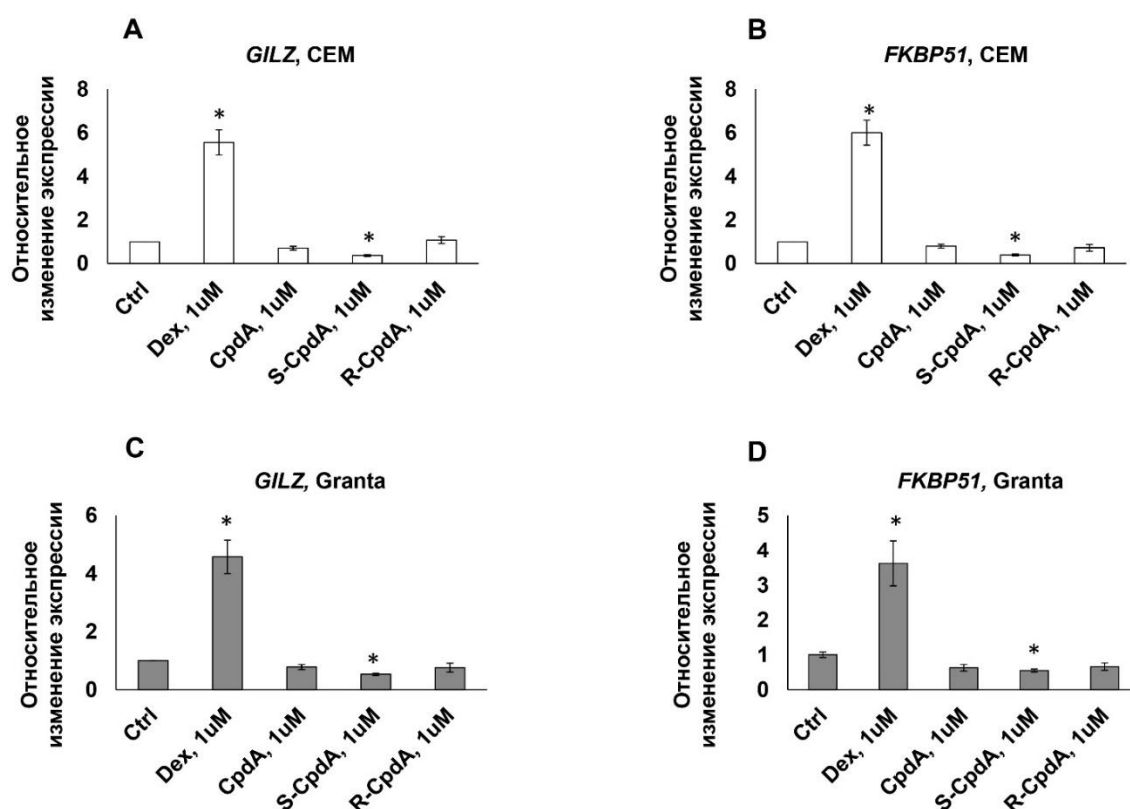 A
GILZ, CEM
Относительное
изменение экспрессии
8
6
4
2
0
*
*
Ctrl
Dex, 1uM
CpdA, 1uM
S-CpdA, 1uM
R-CpdA, 1uM
B
FKBP51, CEM
Относительное
изменение экспрессии
8
6
4
2
0
*
*
Ctrl
Dex, 1uM
CpdA, 1uM
S-CpdA, 1uM
R-CpdA, 1uM
C
GILZ, Granta
Относительное
изменение экспрессии
6
4
2
0
*
*
Ctrl
Dex, 1uM
CpdA, 1uM
S-CpdA, 1uM
R-CpdA, 1uM
D
FKBP51, Granta
Относительное
изменение экспрессии
5
4
3
2
1
0
*
*
Ctrl
Dex, 1uM
CpdA, 1uM
S-CpdA, 1uM
R-CpdA, 1uM